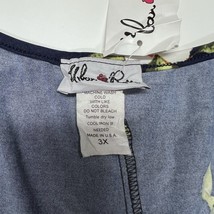 MACHINE WASH
COLD
WITH LIKE
COLORS
DO NOT BLEACH
Tumble dry low
COOL IRON IF
NEEDED
MADE IN U.S.A
3X